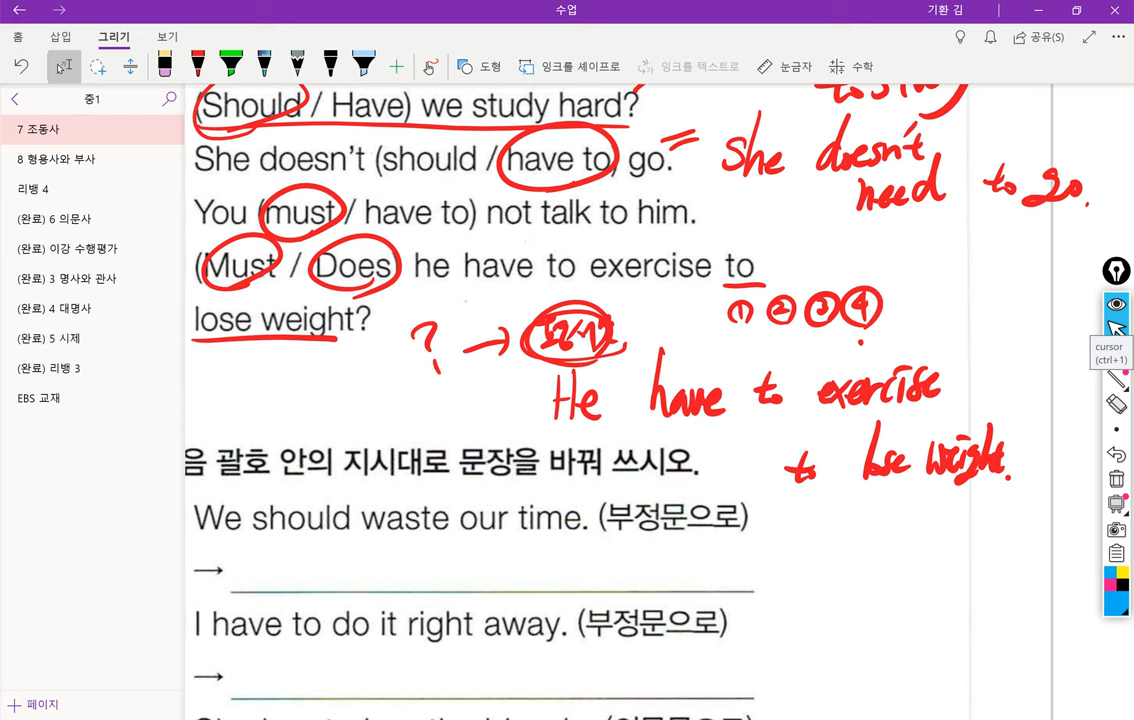 수업
기환 김
홈 삽입 그리기 보기
공유(S)
도형 잉크를 셰이프로 잉크를 텍스트로 눈금자 수학
중1
7 조동사
8 형용사와 부사
리뱅 4
(완료) 6 의문사
(완료) 이강 수행평가
(완료) 3 명사와 관사
(완료) 4 대명사
(완료) 5 시제
(완료) 리뱅 3
EBS 교재
페이지
(Should / Have) we study hard?
She doesn't (should / have to) go. = She doesn't
need to go.
You (must / have to) not talk to him.
(Must / Does) he have to exercise to
lose weight?
① ② ③ ④
? →
He have to exercise
to lose weight.
음 괄호 안의 지시대로 문장을 바꿔 쓰시오.
We should waste our time. (부정문으로)
→
I have to do it right away. (부정문으로)
→
cursor
(ctrl+1)